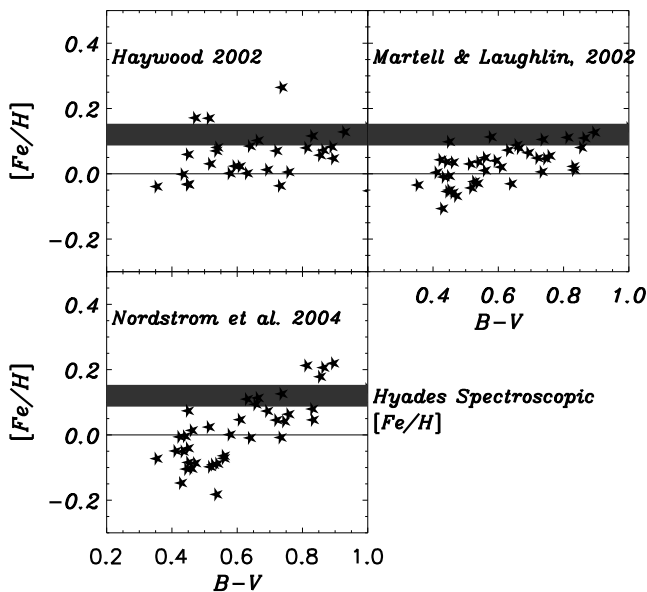 0.4
Haywood 2002
Martell & Laughlin, 2002
0.2
[Fe/H]
0.0
-0.2
0.4 0.6 0.8 1.0
B-V
0.4
Nordstrom et al. 2004
0.2
[Fe/H]
Hyades Spectroscopic
[Fe/H]
0.0
-0.2
0.2 0.4 0.6 0.8 1.0
B-V